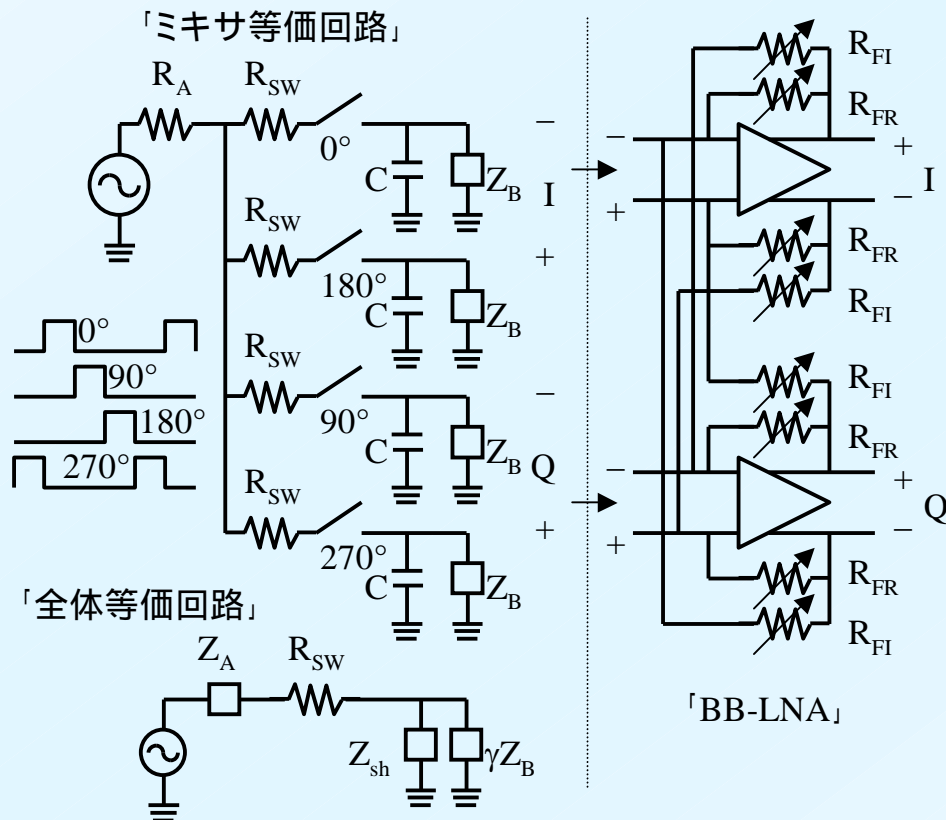 「ミキサ等価回路」
R_A
R_SW
0°
C
Z_B
−
I
+
R_SW
180°
C
Z_B
R_SW
90°
C
Z_B
−
Q
+
R_SW
270°
C
Z_B
0°
90°
180°
270°
「全体等価回路」
Z_A
R_SW
Z_sh
γZ_B
R_FI
R_FR
−
+
+
−
I
R_FR
R_FI
R_FI
R_FR
−
+
+
−
Q
R_FR
R_FI
「BB-LNA」